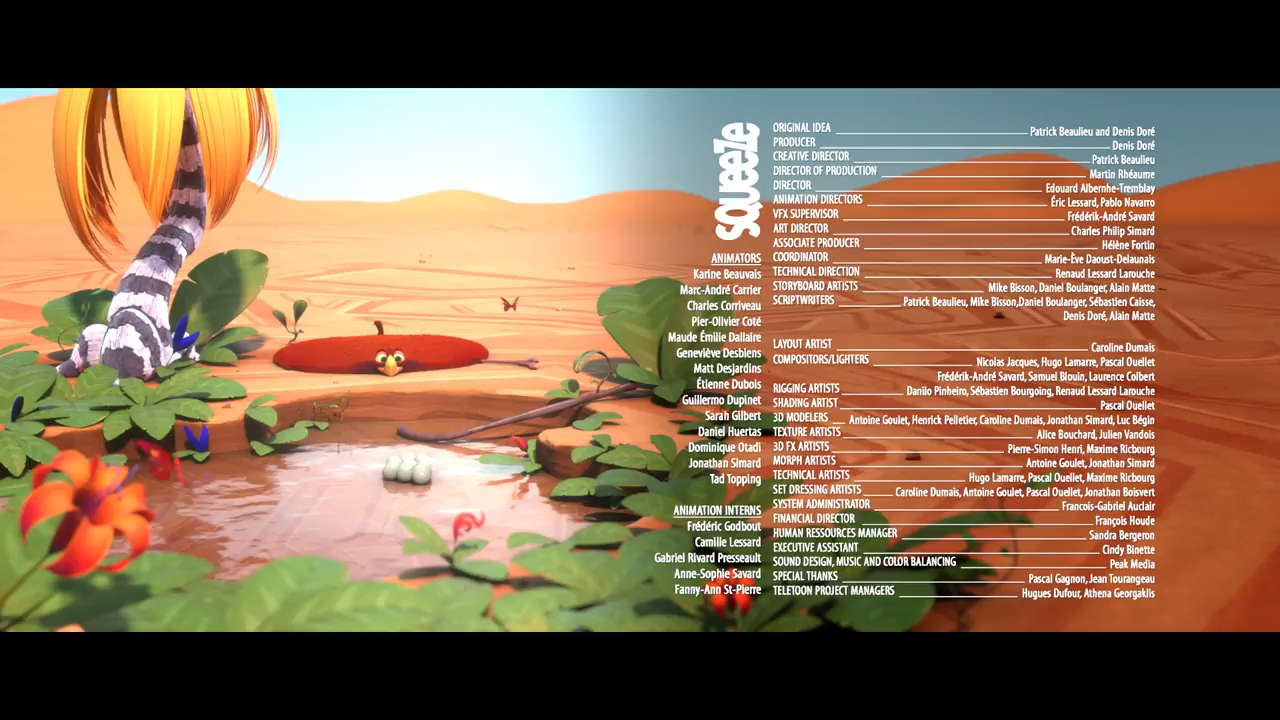 squeeze
ORIGINAL IDEA Patrick Beaulieu and Denis Doré
PRODUCER Denis Doré
CREATIVE DIRECTOR Patrick Beaulieu
DIRECTOR OF PRODUCTION Martin Rhéaume
DIRECTOR Edouard Albernhe-Tremblay
ANIMATION DIRECTORS Éric Lessard, Pablo Navarro
VFX SUPERVISOR Frédérik-André Savard
ART DIRECTOR Charles Philip Simard
ASSOCIATE PRODUCER Hélène Fortin
COORDINATOR Marie-Ève Daoust-Delaunais
TECHNICAL DIRECTION Renaud Lessard Larouche
STORYBOARD ARTISTS Mike Bisson, Daniel Boulanger, Alain Matte
SCRIPTWRITERS Patrick Beaulieu, Mike Bisson,Daniel Boulanger, Sébastien Caisse,
Denis Doré, Alain Matte
LAYOUT ARTIST Caroline Dumais
COMPOSITORS/LIGHTERS Nicolas Jacques, Hugo Lamarre, Pascal Ouellet
Frédérik-André Savard, Samuel Blouin, Laurence Colbert
RIGGING ARTISTS Danilo Pinheiro, Sébastien Bourgoing, Renaud Lessard Larouche
SHADING ARTIST Pascal Ouellet
3D MODELERS Antoine Goulet, Henrick Pelletier, Caroline Dumais, Jonathan Simard, Luc Bégin
TEXTURE ARTISTS Alice Bouchard, Julien Vandois
3D FX ARTISTS Pierre-Simon Henri, Maxime Ricbourg
MORPH ARTISTS Antoine Goulet, Jonathan Simard
TECHNICAL ARTISTS Hugo Lamarre, Pascal Ouellet, Maxime Ricbourg
SET DRESSING ARTISTS Caroline Dumais, Antoine Goulet, Pascal Ouellet, Jonathan Boisvert
SYSTEM ADMINISTRATOR Francois-Gabriel Auclair
FINANCIAL DIRECTOR François Houde
HUMAN RESSOURCES MANAGER Sandra Bergeron
EXECUTIVE ASSISTANT Cindy Binette
SOUND DESIGN, MUSIC AND COLOR BALANCING Peak Media
SPECIAL THANKS Pascal Gagnon, Jean Tourangeau
TELETOON PROJECT MANAGERS Hugues Dufour, Athena Georgaklis
ANIMATORS
Karine Beauvais
Marc-André Carrier
Charles Corriveau
Pier-Olivier Coté
Maude Émilie Dallaire
Geneviève Desbiens
Matt Desjardins
Étienne Dubois
Guillermo Dupinet
Sarah Gilbert
Daniel Huertas
Dominique Otadi
Jonathan Simard
Tad Topping
ANIMATION INTERNS
Frédéric Godbout
Camille Lessard
Gabriel Rivard Presseault
Anne-Sophie Savard
Fanny-Ann St-Pierre